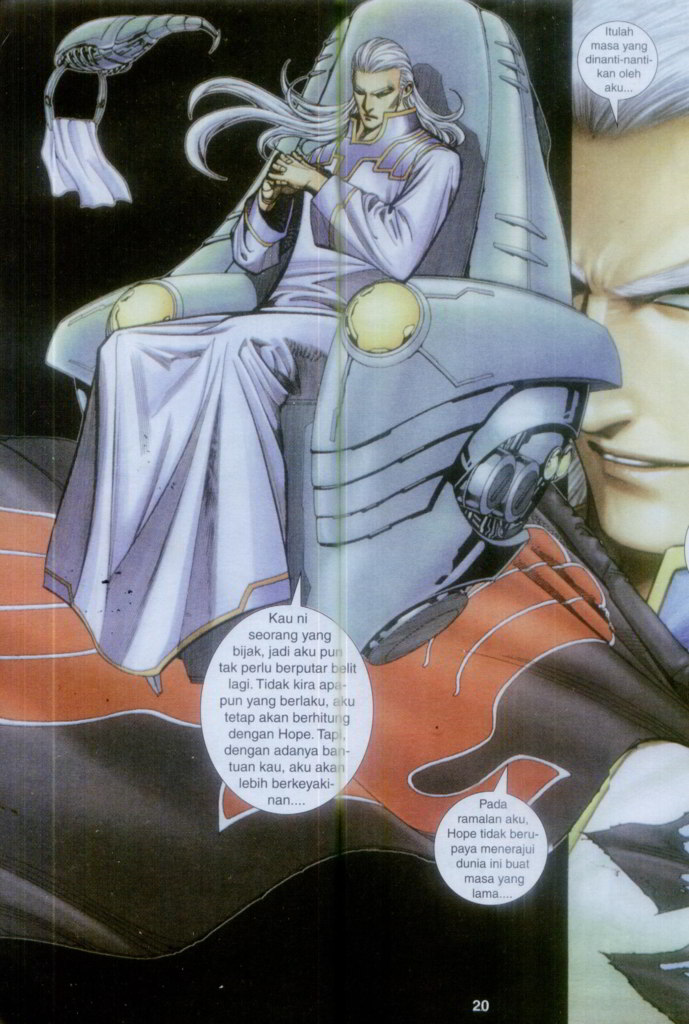 Itulah
masa yang
dinanti-nanti-
kan oleh
aku...
Kau ni
seorang yang
bijak, jadi aku pun
tak perlu berputar belit
lagi. Tidak kira apa-
pun yang berlaku, aku
tetap akan berhitung
dengan Hope. Tapi,
dengan adanya ban-
tuan kau, aku akan
lebih berkeyaki-
nan....
Pada
ramalan aku,
Hope tidak beru-
paya menerajui
dunia ini buat
masa yang
lama....
20